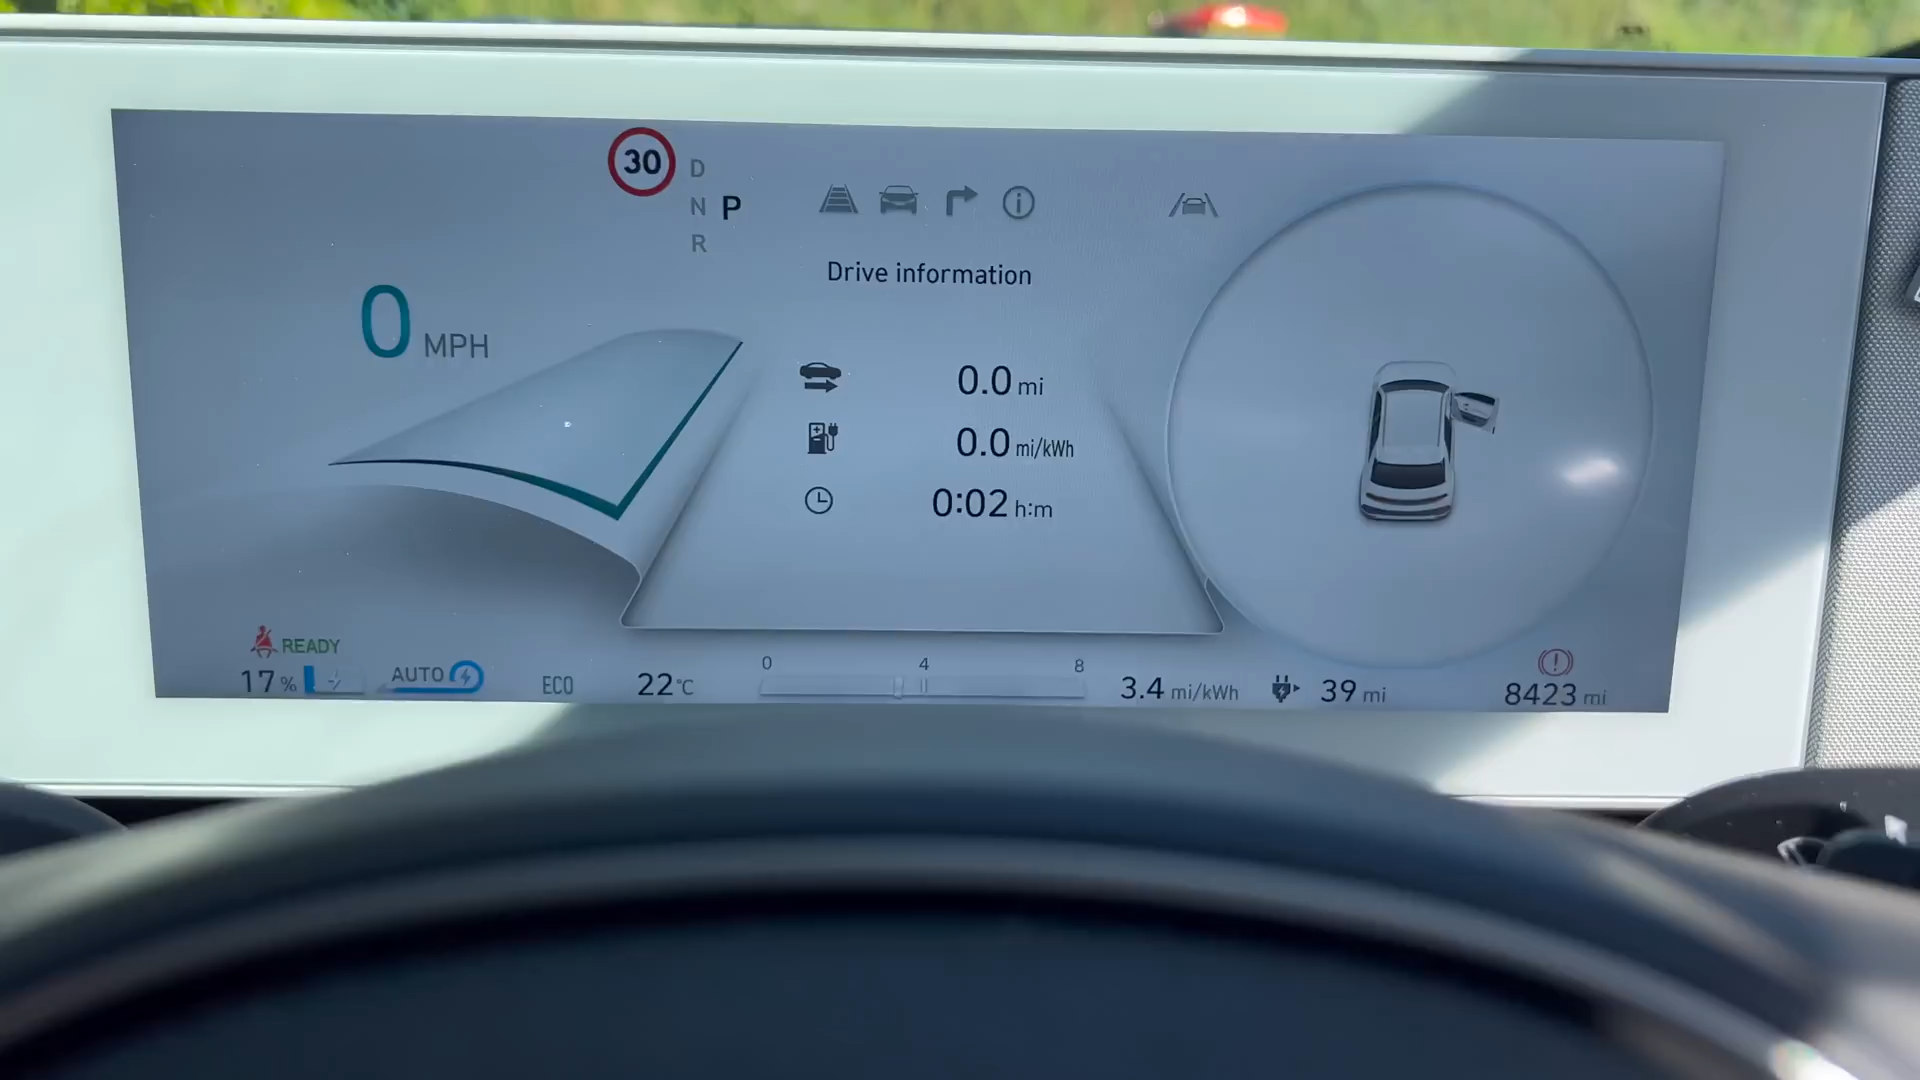 30
D
N P
R
Drive information
0 MPH
0.0 mi
0.0 mi/kWh
0:02 h:m
READY
17 %
AUTO
ECO
22°C
0 4 8
3.4 mi/kWh
39 mi
8423 mi